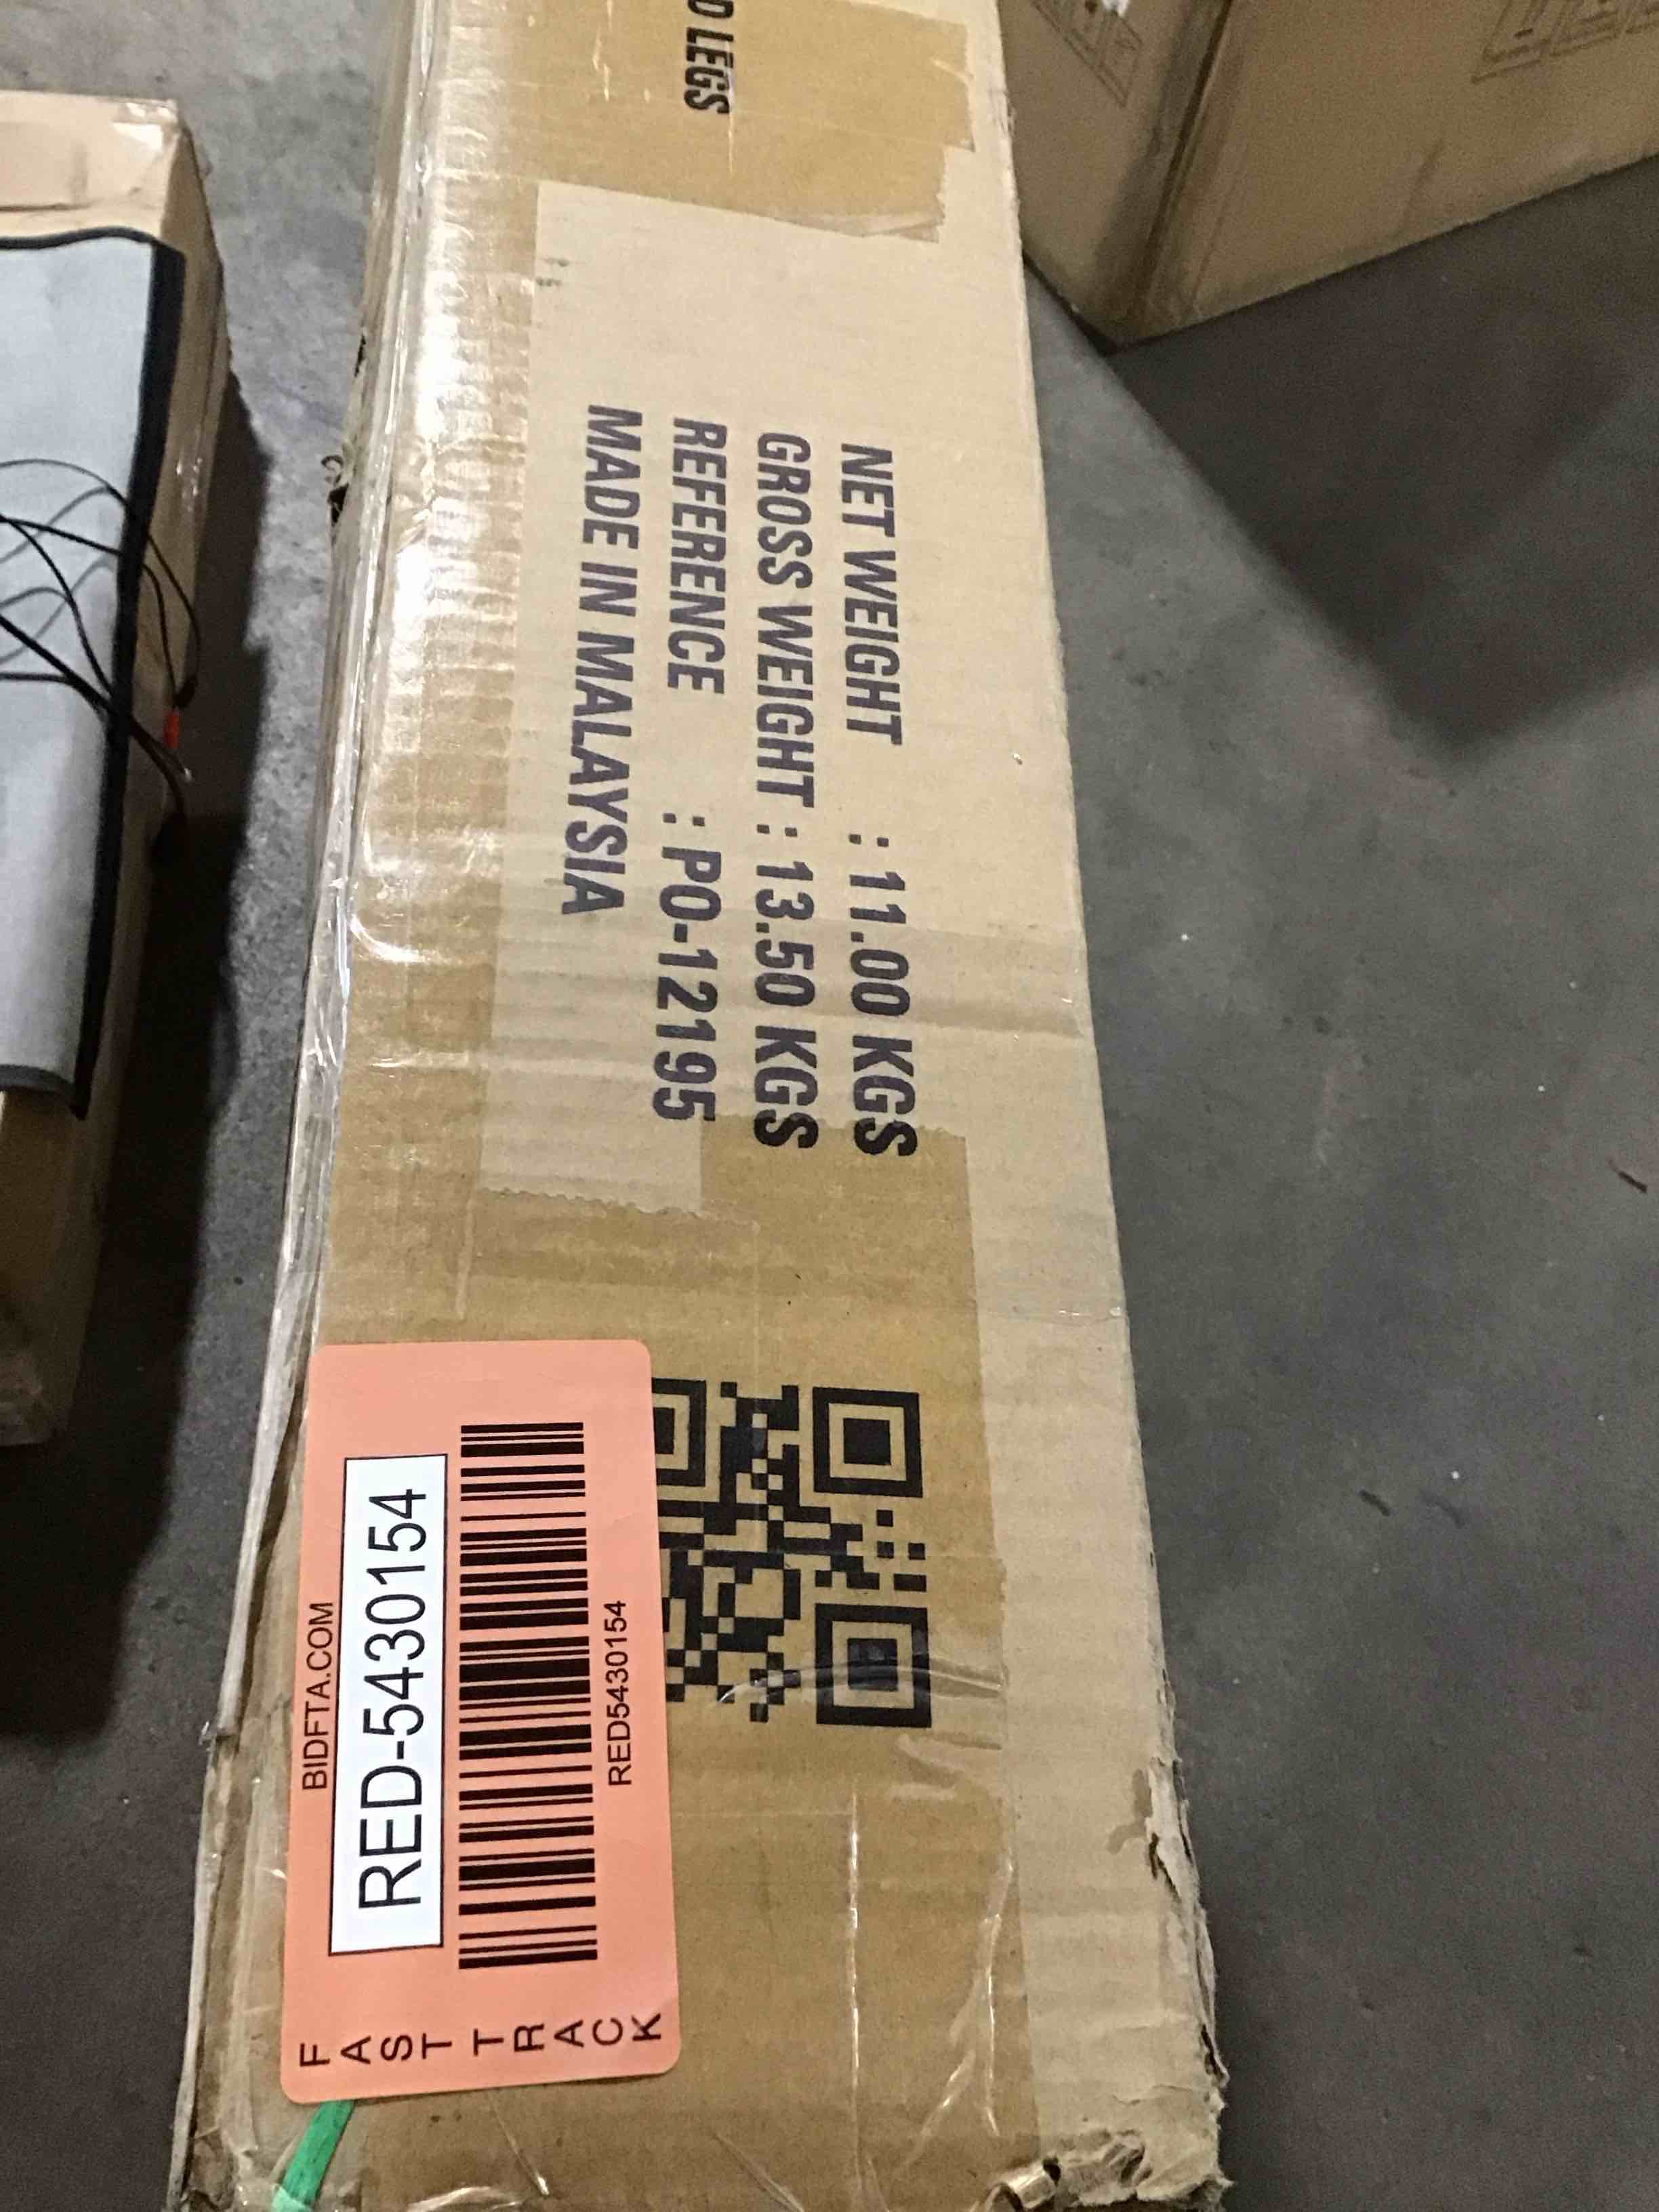 LEGS
NET WEIGHT : 11.00 KGS
GROSS WEIGHT : 13.50 KGS
REFERENCE : PO-12195
MADE IN MALAYSIA
BIDFTA.COM
RED-5430154
RED5430154
FAST TRACK